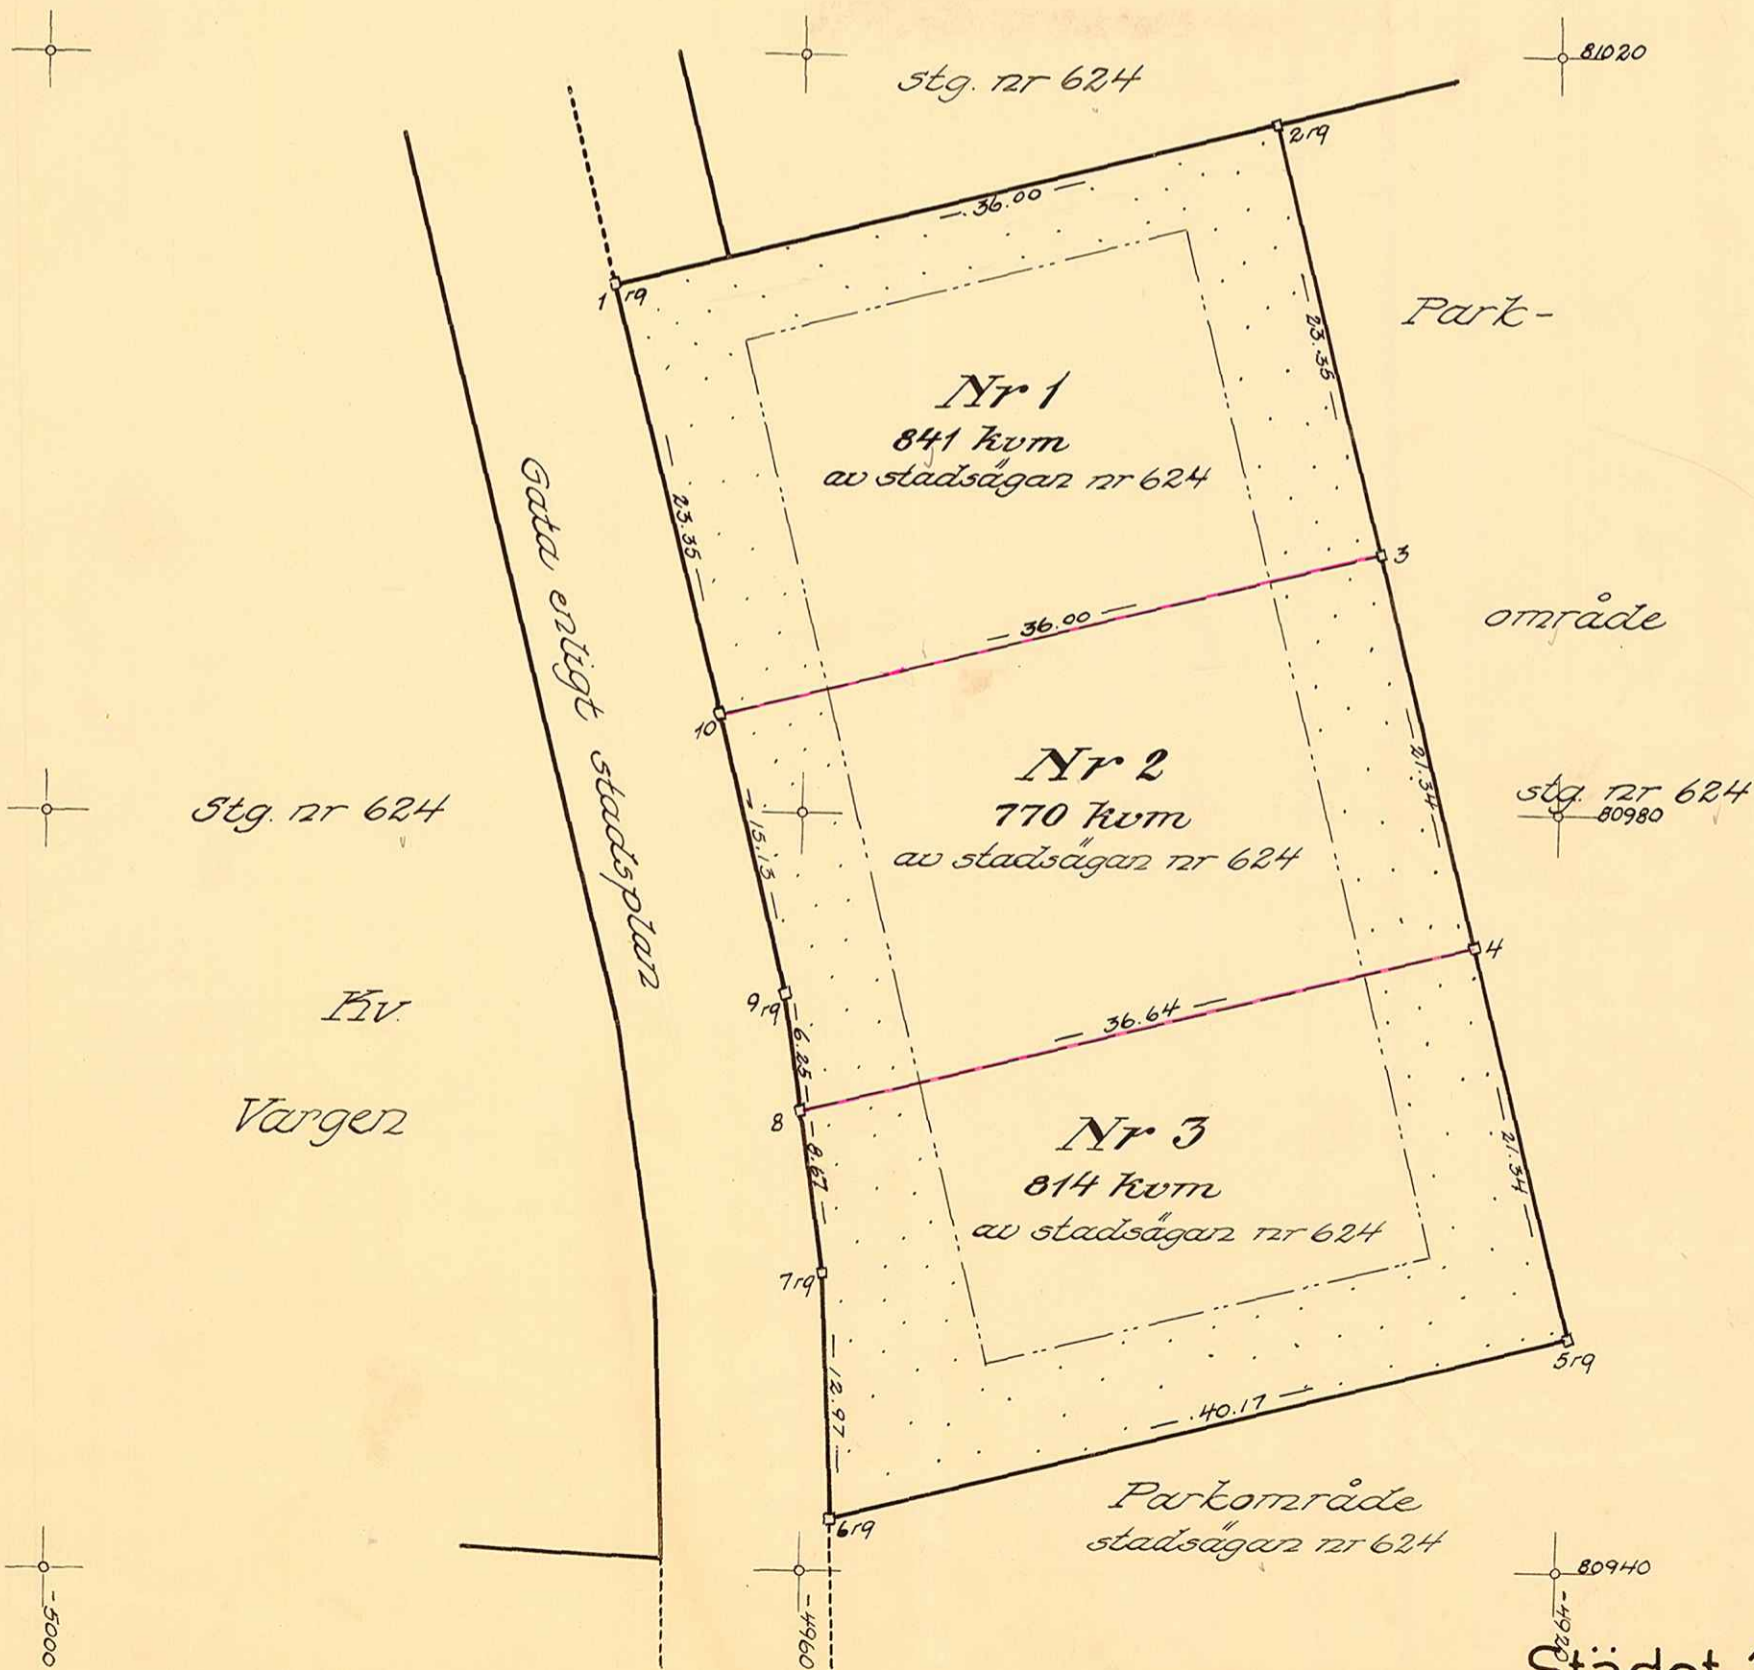 81020
stg. nr 624
2rg
36.00
1 rg
23.35
Park-
Nr 1
841 kvm
av stadsägan nr 624
23.35
Gata enligt stadsplan
3
36.00
område
10
Nr 2
770 kvm
av stadsägan nr 624
21.34
15.13
Stg. nr 624
stg. nr 624
80980
4
9rg
6.25
36.64
Kv.
Vargen
8
8.67
Nr 3
814 kvm
av stadsägan nr 624
21.34
7rg
12.97
5rg
40.17
6rg
Parkområde
stadsägan nr 624
80940
-5000
-4960
-4920